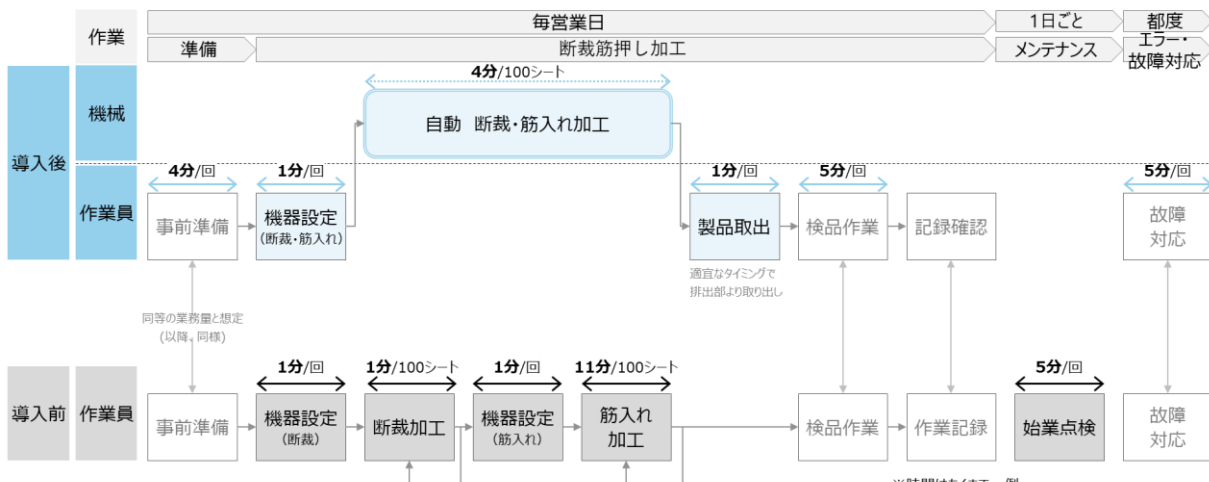 作業
毎営業日
1日ごと
都度
準備
断裁筋押し加工
メンテナンス
エラー・
故障対応
導入後
機械
4分/100シート
自動 断裁・筋入れ加工
作業員
4分/回
1分/回
1分/回
5分/回
5分/回
事前準備
機器設定
(断裁・筋入れ)
製品取出
検品作業
記録確認
故障
対応
適宜なタイミングで
排出部より取り出し
同等の業務量と想定
(以降、同様)
導入前
作業員
1分/回
1分/100シート
1分/回
11分/100シート
5分/回
事前準備
機器設定
(断裁)
断裁加工
機器設定
(筋入れ)
筋入れ
加工
検品作業
作業記録
始業点検
故障
対応